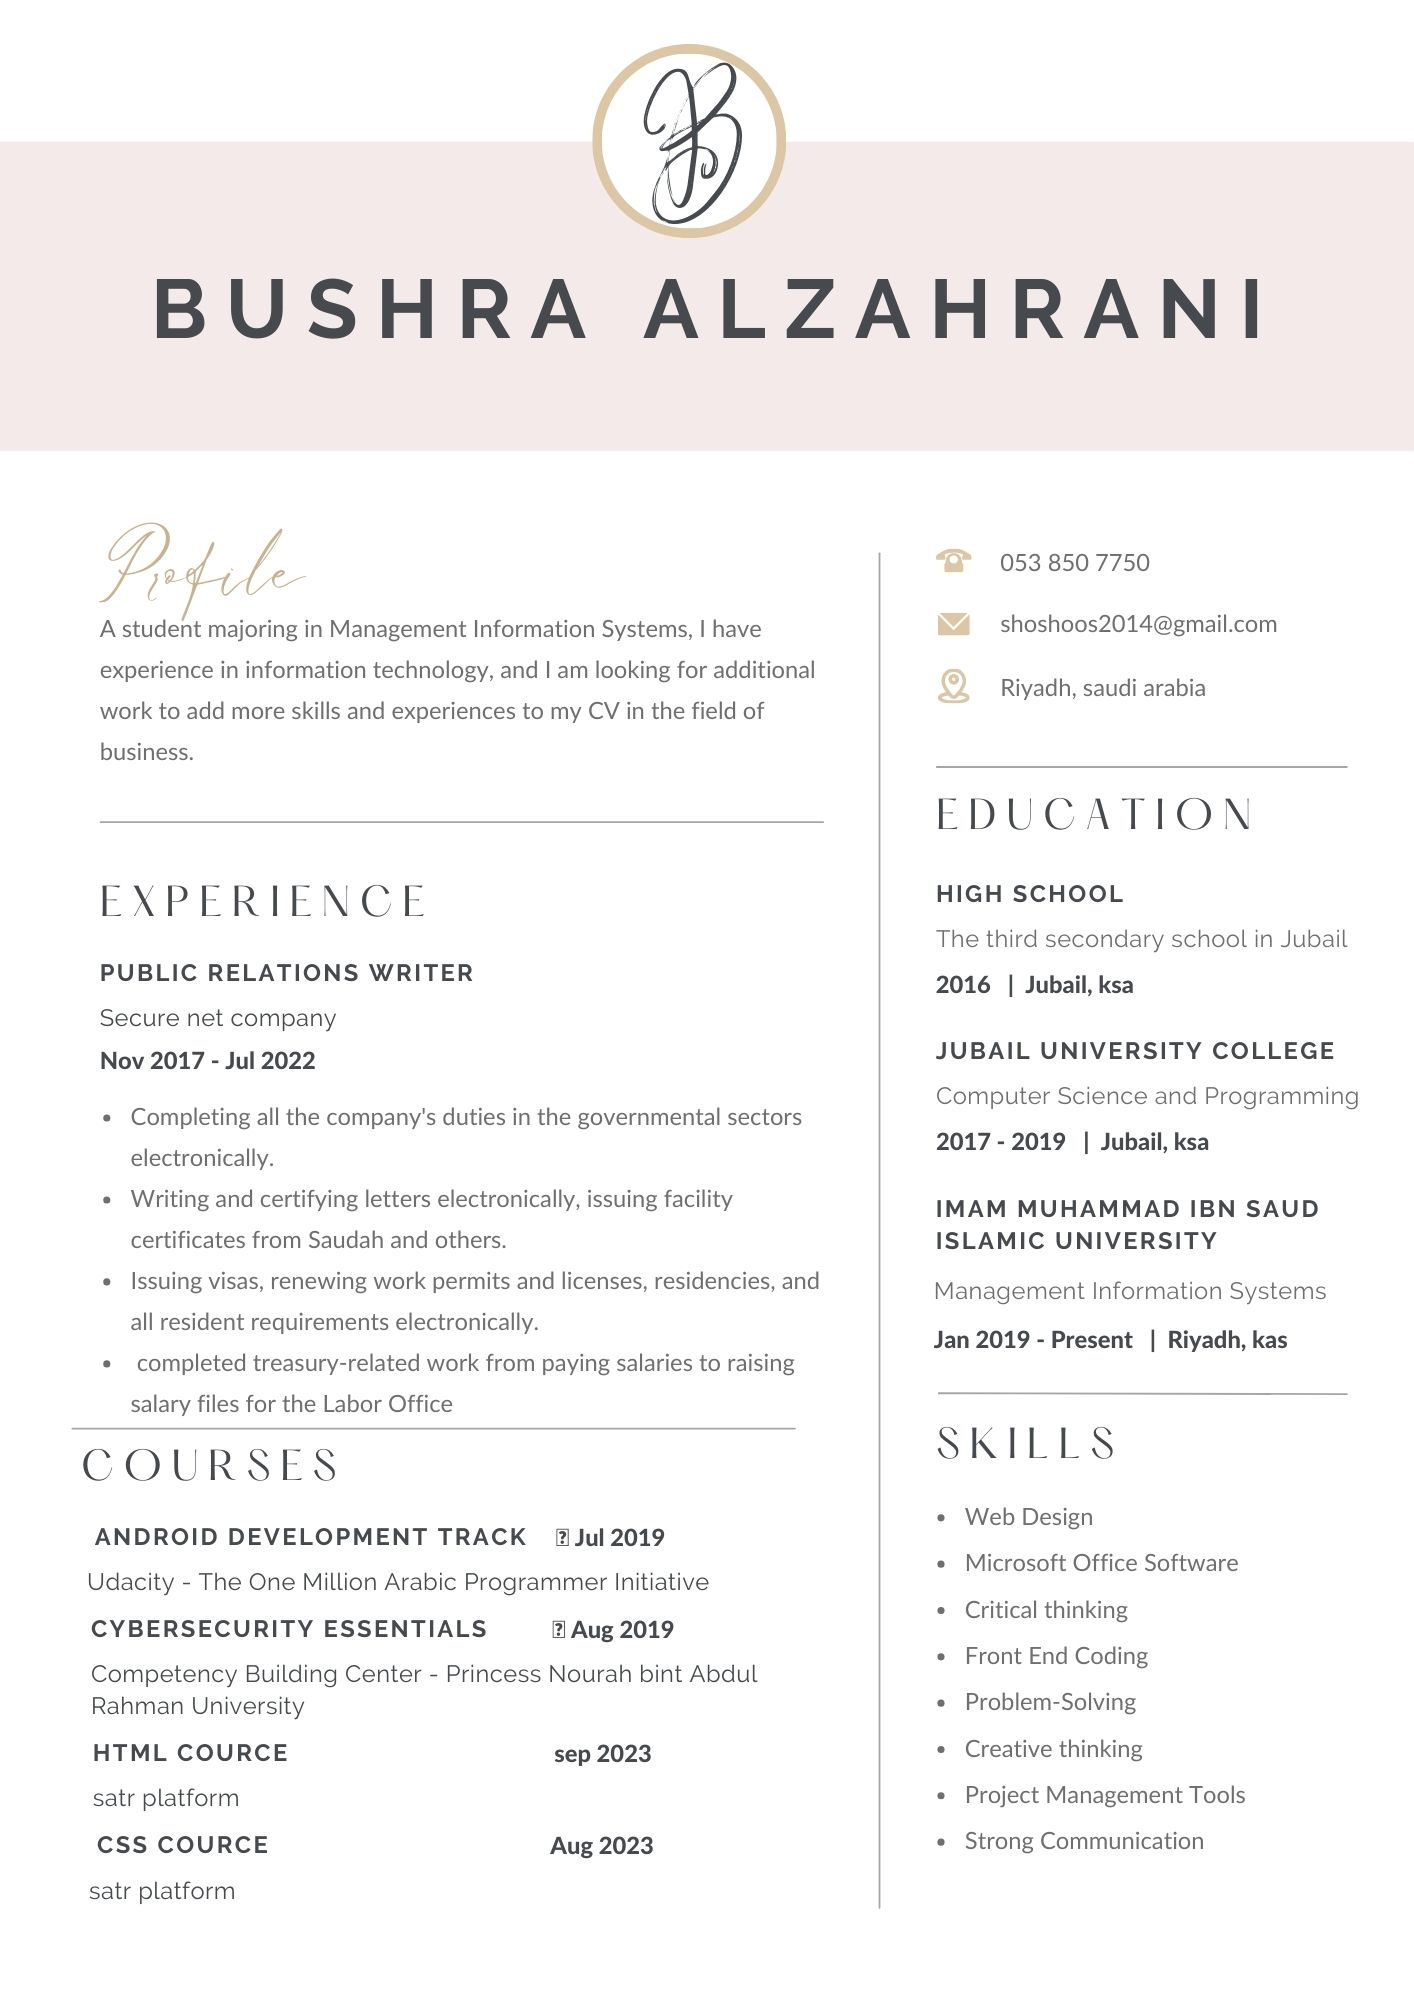 B
BUSHRA ALZAHRANI
Profile
A student majoring in Management Information Systems, I have
experience in information technology, and I am looking for additional
work to add more skills and experiences to my CV in the field of
business.
EXPERIENCE
PUBLIC RELATIONS WRITER
Secure net company
Nov 2017 - Jul 2022
• Completing all the company's duties in the governmental sectors
electronically.
• Writing and certifying letters electronically, issuing facility
certificates from Saudah and others.
• Issuing visas, renewing work permits and licenses, residencies, and
all resident requirements electronically.
• completed treasury-related work from paying salaries to raising
salary files for the Labor Office
COURSES
ANDROID DEVELOPMENT TRACK Jul 2019
Udacity - The One Million Arabic Programmer Initiative
CYBERSECURITY ESSENTIALS Aug 2019
Competency Building Center - Princess Nourah bint Abdul
Rahman University
HTML COURCE sep 2023
satr platform
CSS COURCE Aug 2023
satr platform
053 850 7750
shoshoos2014@gmail.com
Riyadh, saudi arabia
EDUCATION
HIGH SCHOOL
The third secondary school in Jubail
2016 | Jubail, ksa
JUBAIL UNIVERSITY COLLEGE
Computer Science and Programming
2017 - 2019 | Jubail, ksa
IMAM MUHAMMAD IBN SAUD
ISLAMIC UNIVERSITY
Management Information Systems
Jan 2019 - Present | Riyadh, kas
SKILLS
• Web Design
• Microsoft Office Software
• Critical thinking
• Front End Coding
• Problem-Solving
• Creative thinking
• Project Management Tools
• Strong Communication